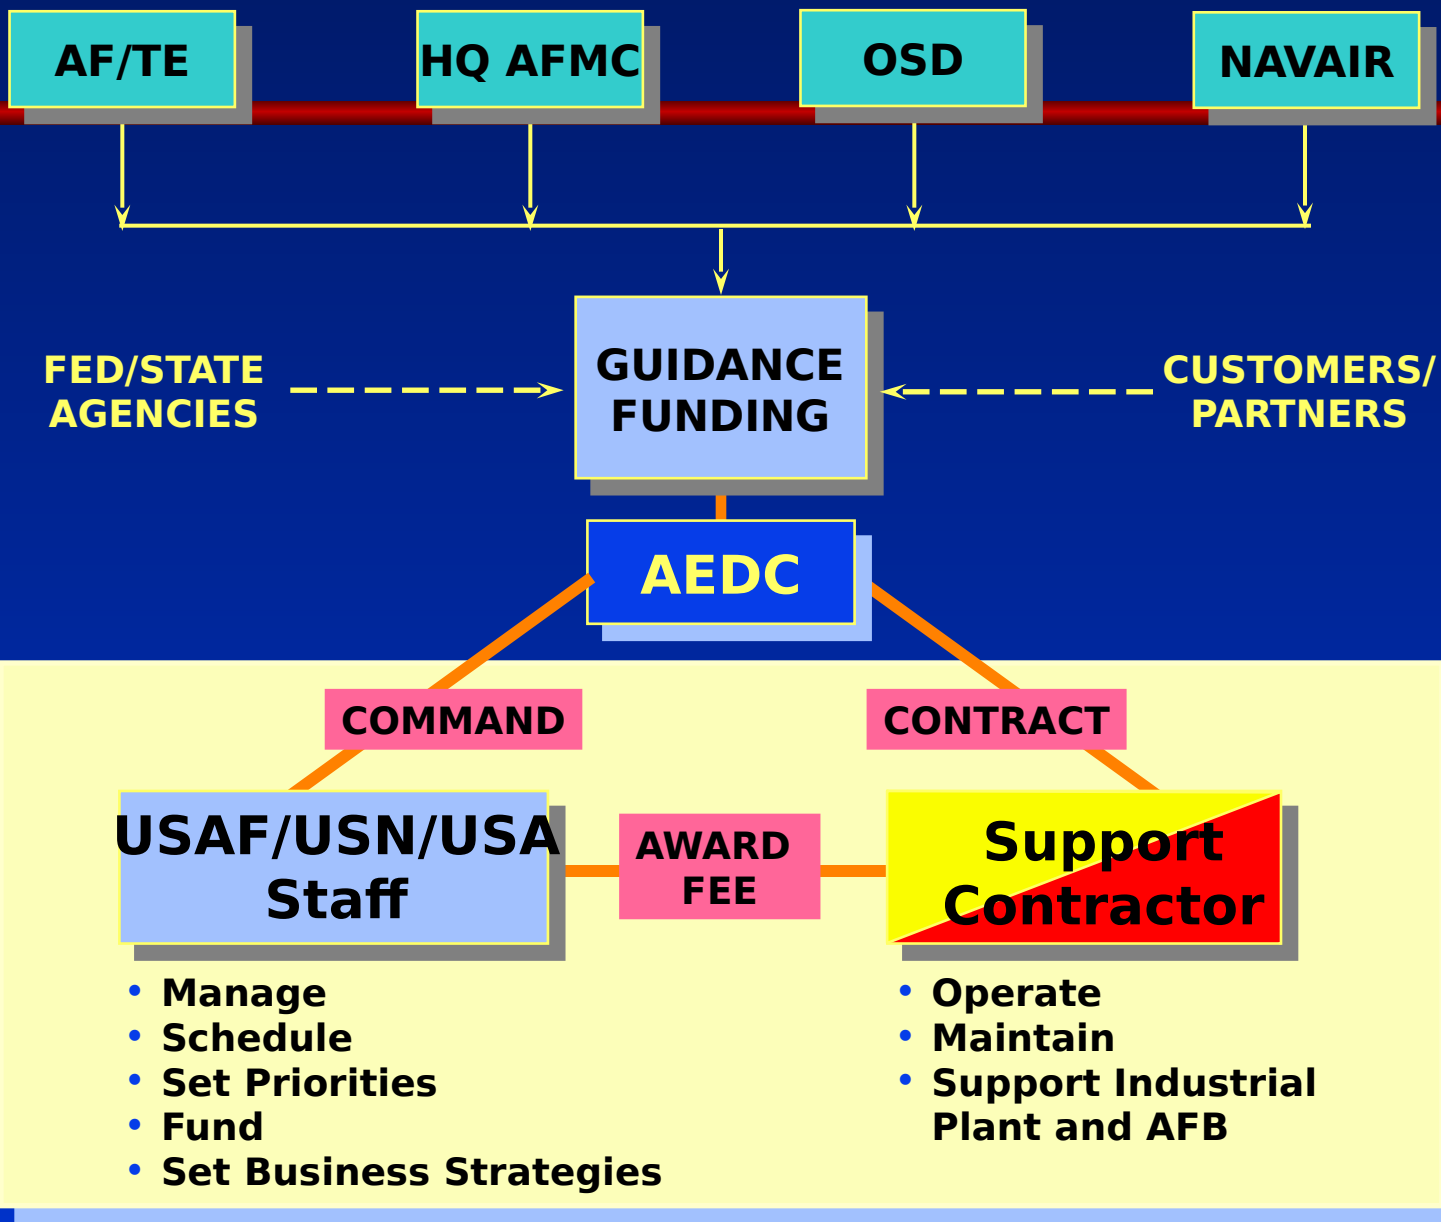 AF/TE
HQ AFMC
OSD
NAVAIR
FED/STATE
AGENCIES
GUIDANCE
FUNDING
CUSTOMERS/
PARTNERS
AEDC
COMMAND
CONTRACT
USAF/USN/USA
Staff
AWARD
FEE
Support
Contractor
• Manage
• Schedule
• Set Priorities
• Fund
• Set Business Strategies
• Operate
• Maintain
• Support Industrial
Plant and AFB